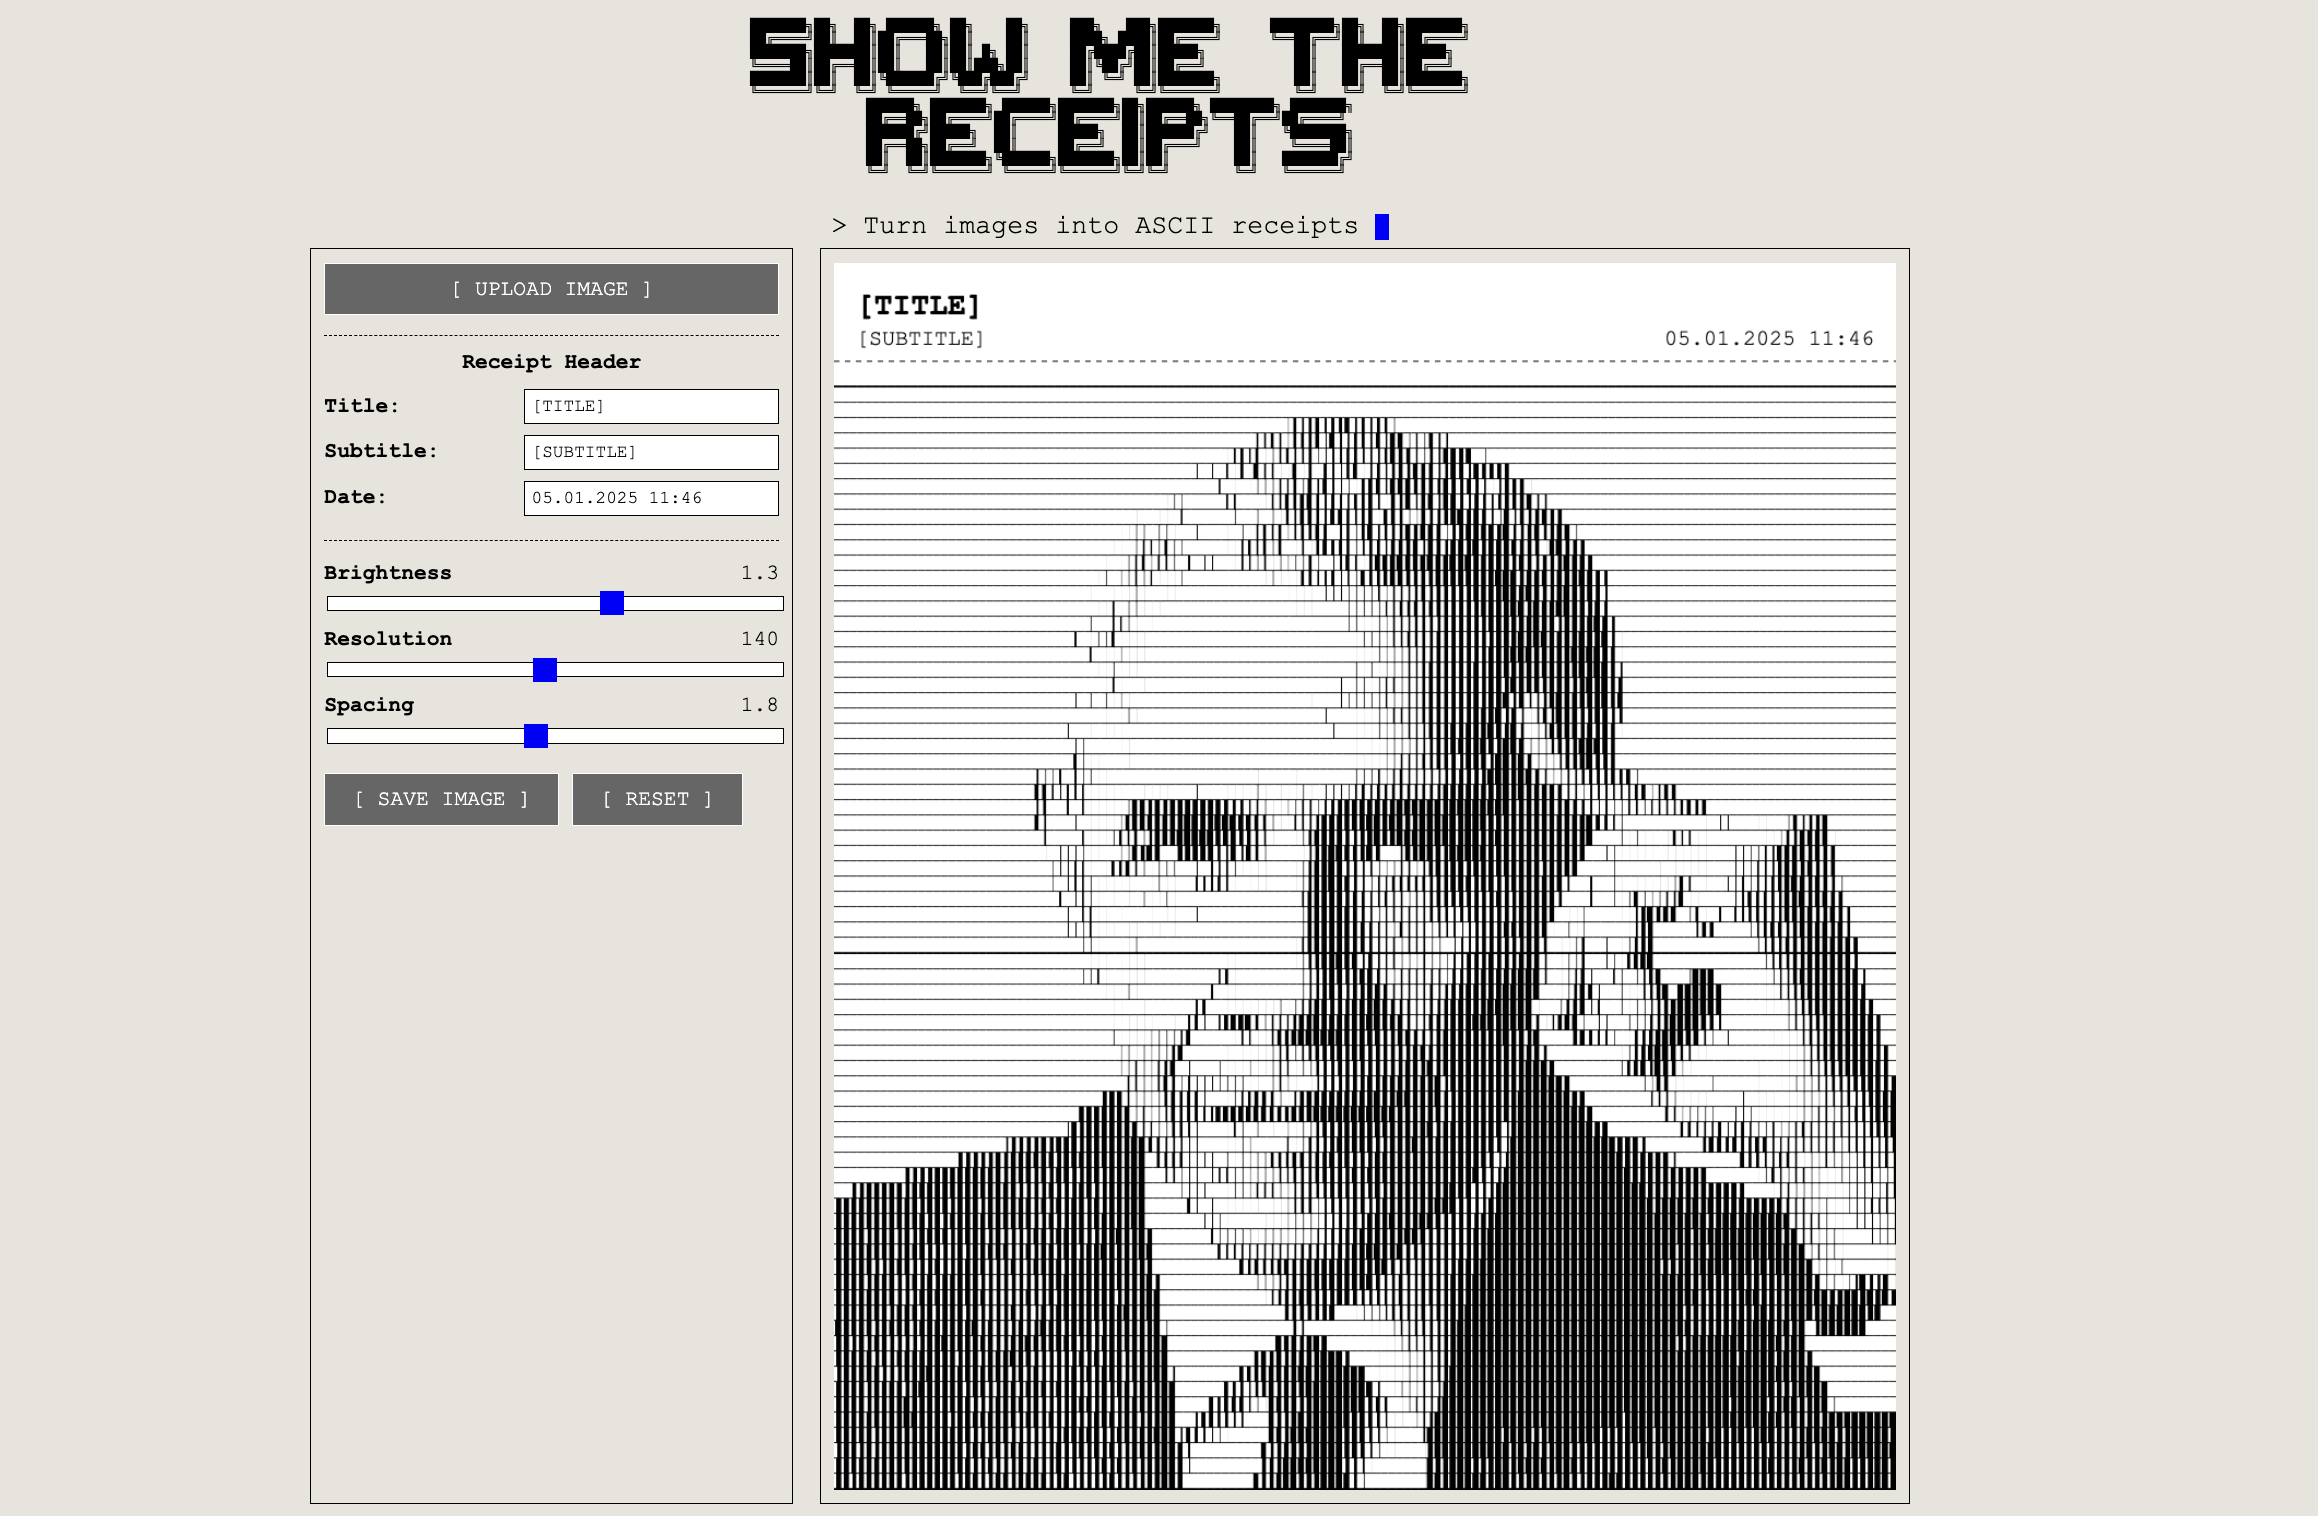 SHOW ME THE
RECEIPTS
> Turn images into ASCII receipts
[ UPLOAD IMAGE ]
Receipt Header
Title:
[TITLE]
Subtitle:
[SUBTITLE]
Date:
05.01.2025 11:46
Brightness 1.3
Resolution 140
Spacing 1.8
[ SAVE IMAGE ] [ RESET ]
[TITLE]
[SUBTITLE] 05.01.2025 11:46